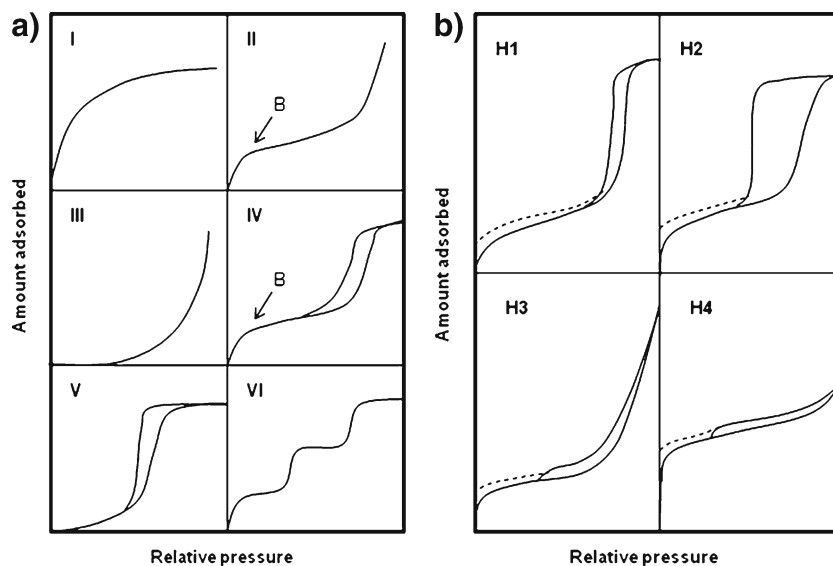 a)
Amount adsorbed
I
II
B
III
IV
B
V
VI
Relative pressure
b)
Amount adsorbed
H1
H2
H3
H4
Relative pressure